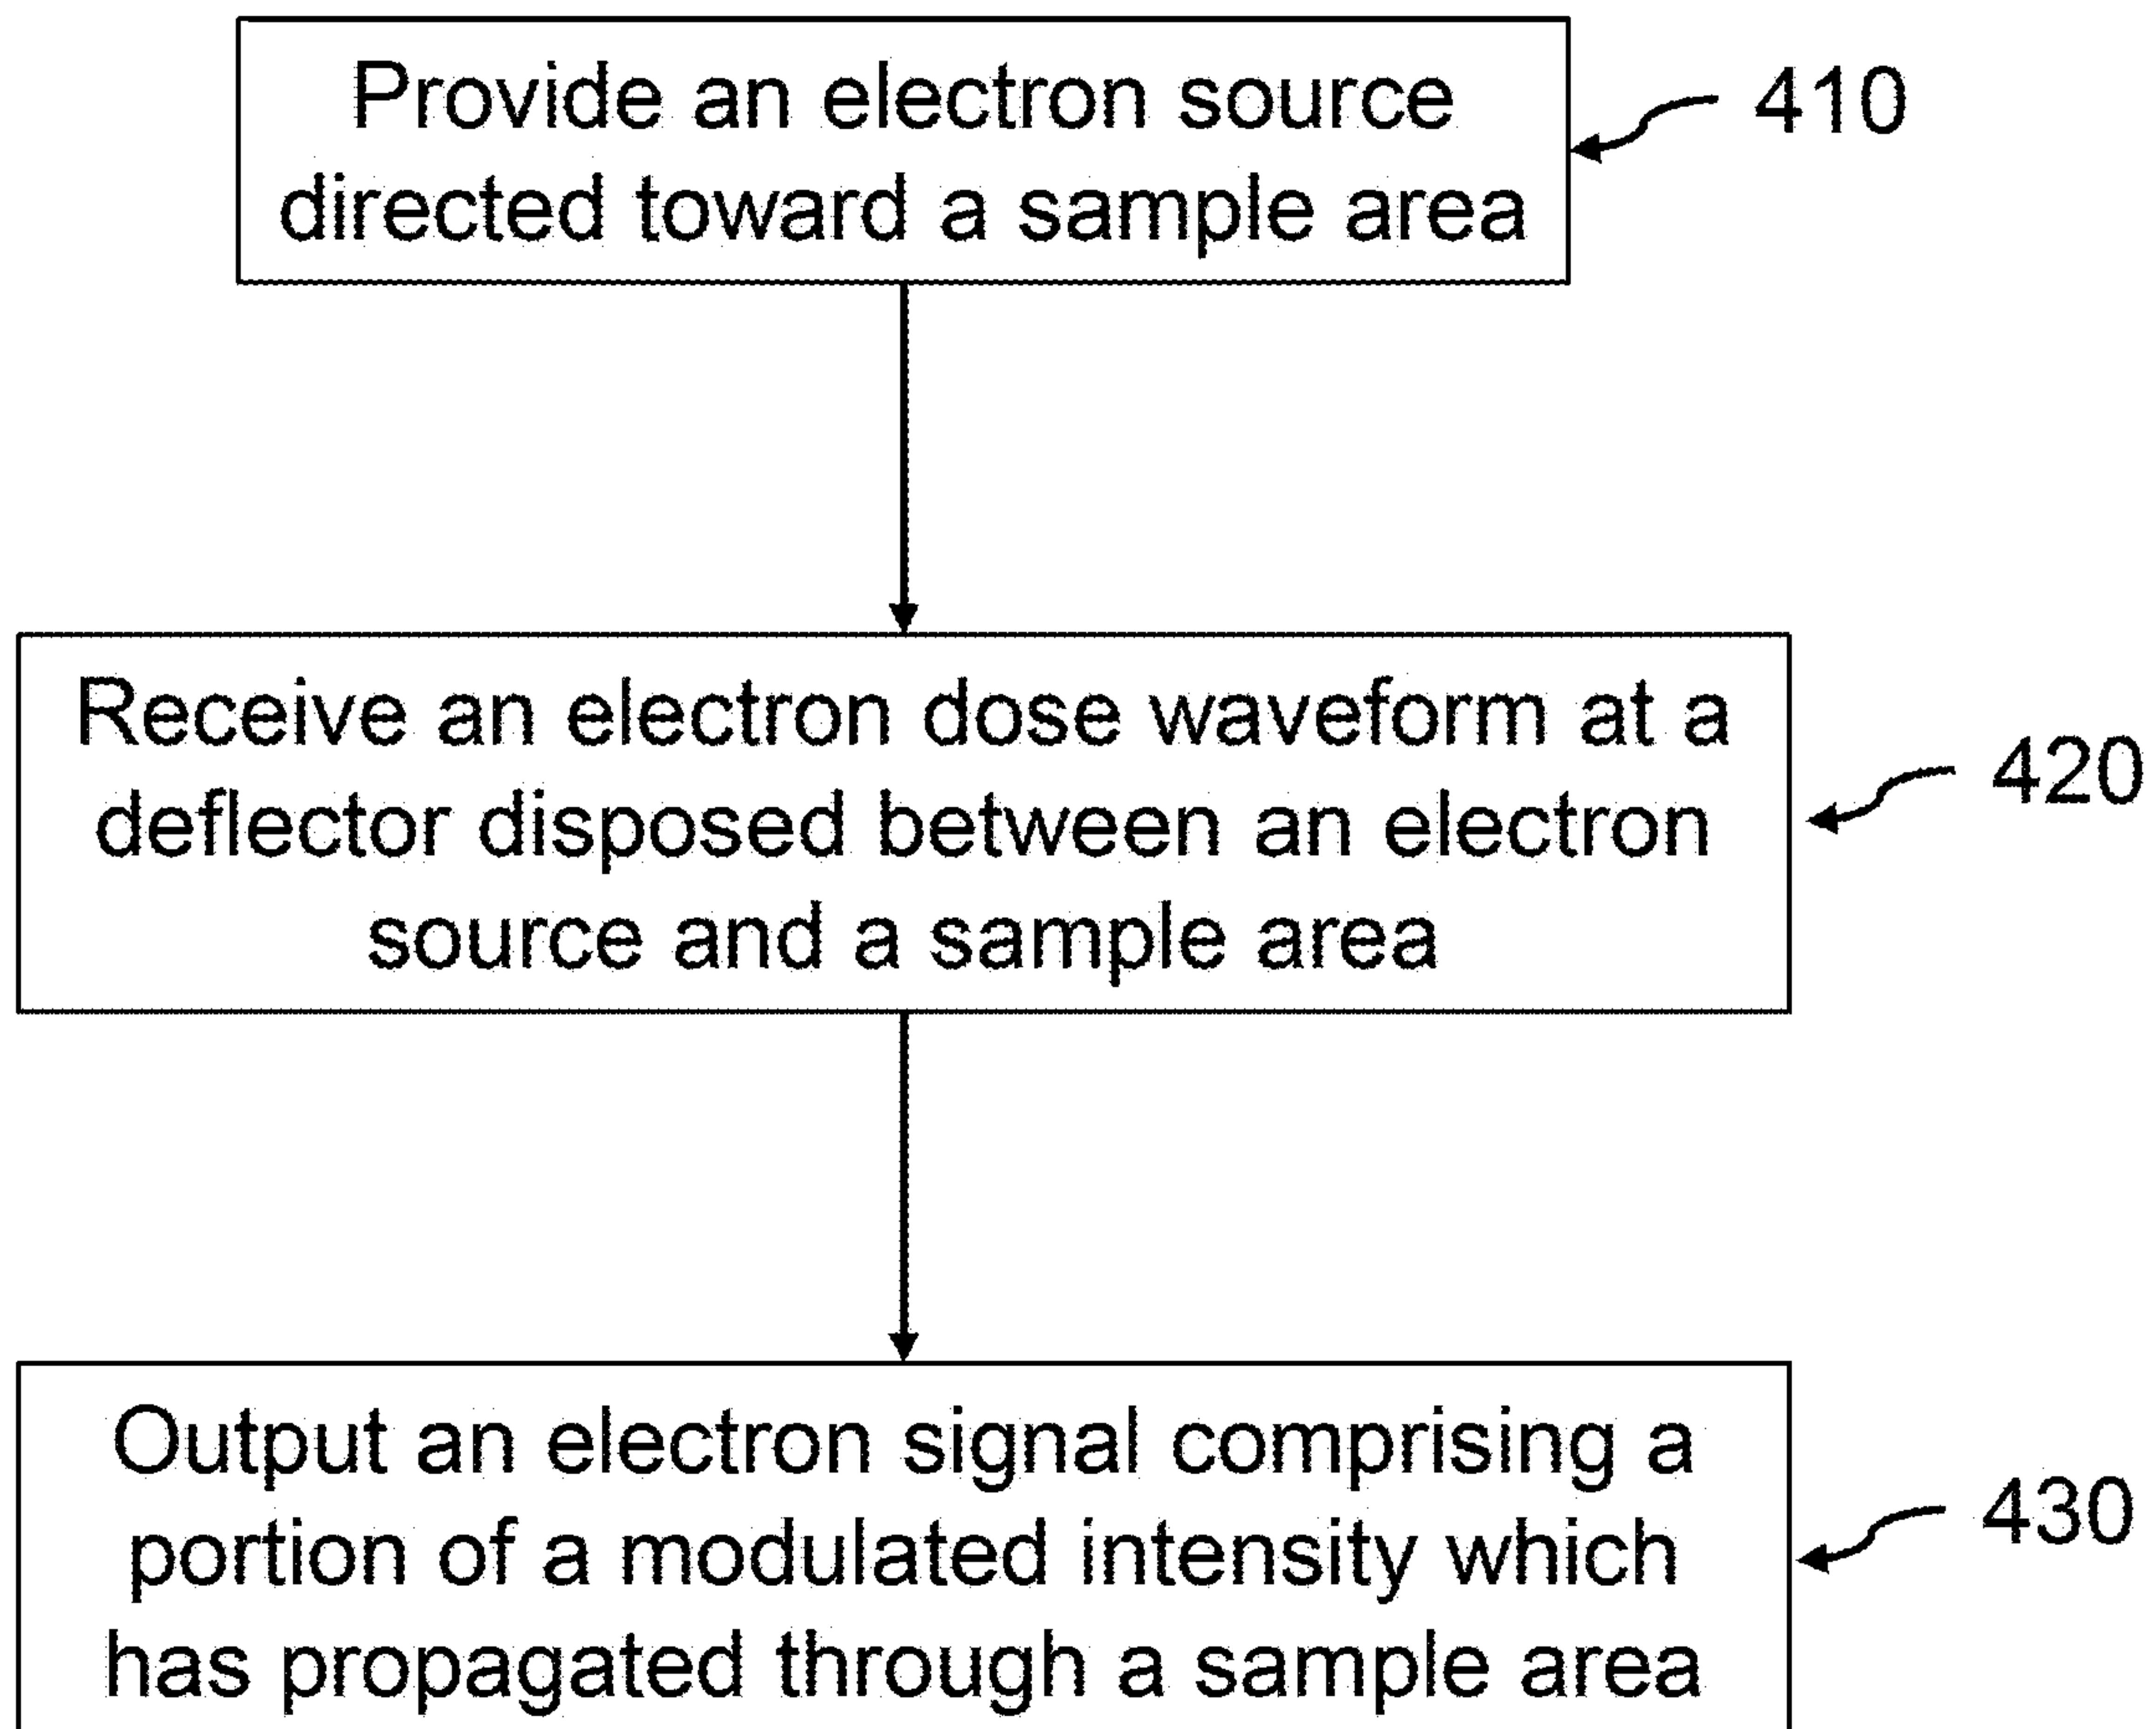 Provide an electron source
directed toward a sample area
410
Receive an electron dose waveform at a
deflector disposed between an electron
source and a sample area
420
Output an electron signal comprising a
portion of a modulated intensity which
has propagated through a sample area
430